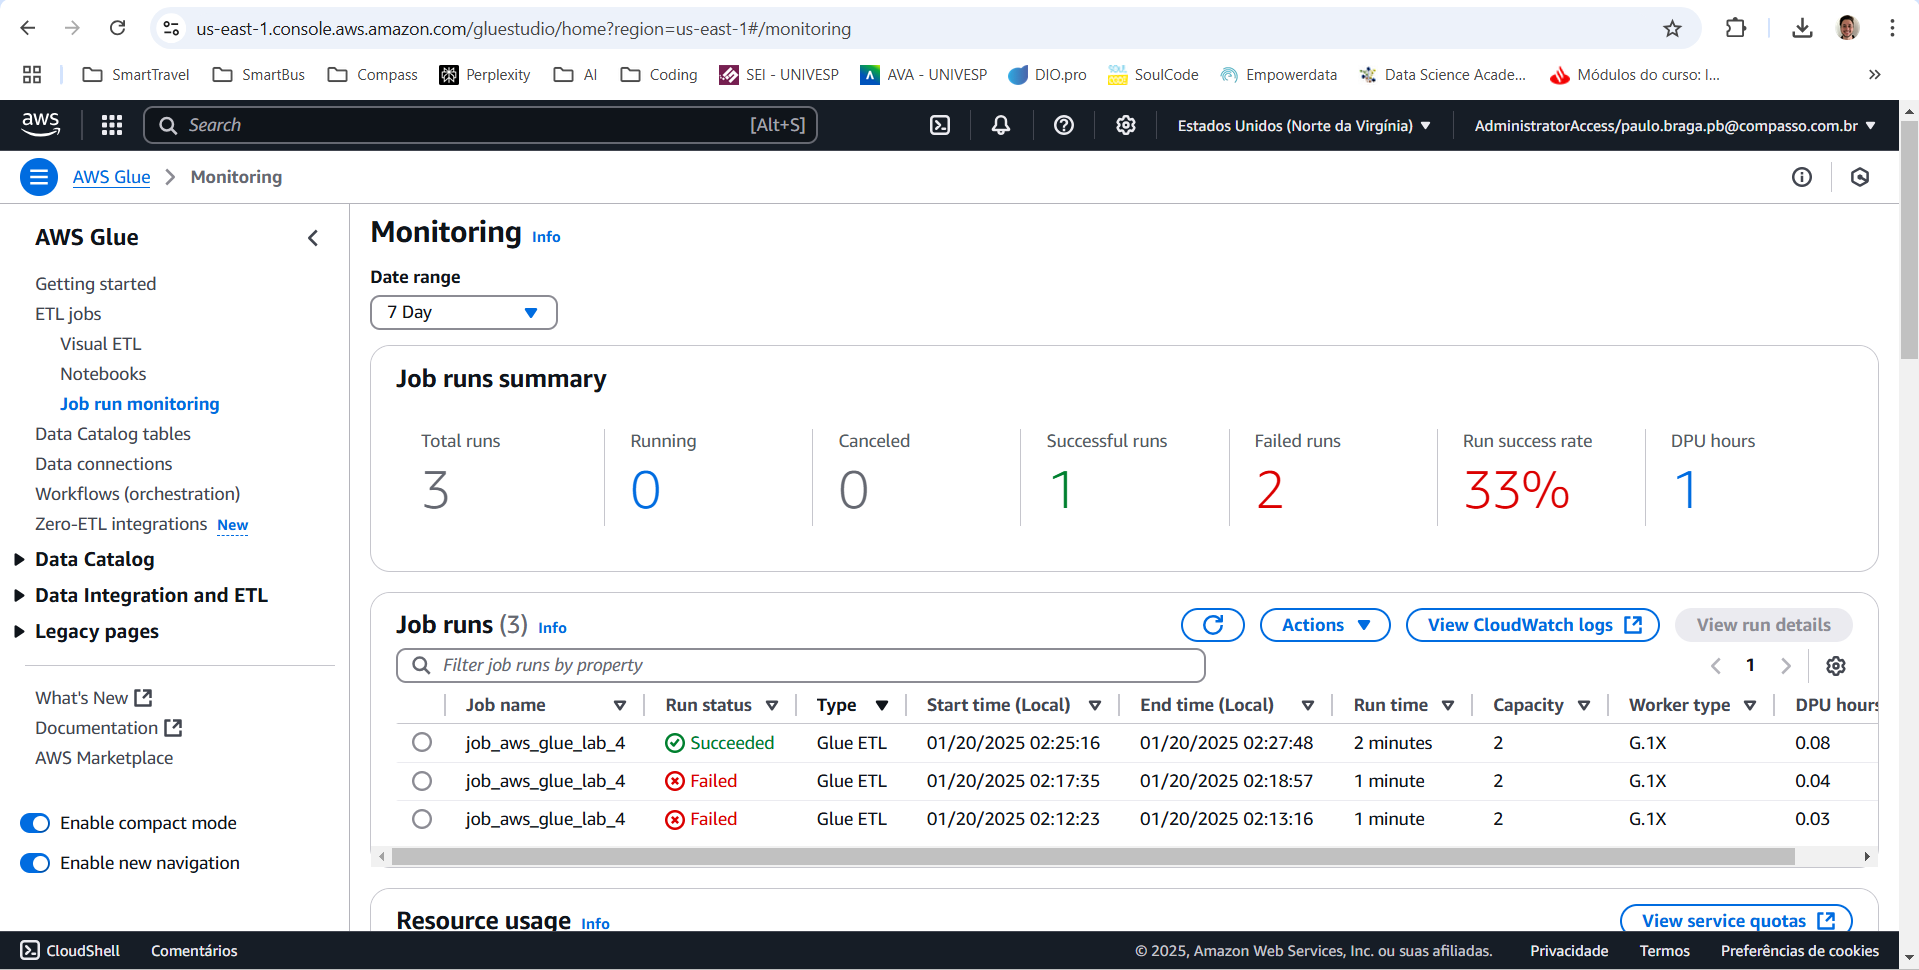 us-east-1.console.aws.amazon.com/gluestudio/home?region=us-east-1#/monitoring
SmartTravel SmartBus Compass Perplexity AI Coding SEI - UNIVESP AVA - UNIVESP DIO.pro SoulCode Empowerdata Data Science Acade... Módulos do curso: I...
aws Search [Alt+S] Estados Unidos (Norte da Virgínia) AdministratorAccess/paulo.braga.pb@compasso.com.br
AWS Glue Monitoring
AWS Glue
Getting started
ETL jobs
Visual ETL
Notebooks
Job run monitoring
Data Catalog tables
Data connections
Workflows (orchestration)
Zero-ETL integrations New
Data Catalog
Data Integration and ETL
Legacy pages
What's New
Documentation
AWS Marketplace
Enable compact mode
Enable new navigation
Monitoring Info
Date range
7 Day
Job runs summary
Total runs Running Canceled Successful runs Failed runs Run success rate DPU hours
3 0 0 1 2 33% 1
Job runs (3) Info Actions View CloudWatch logs View run details
Filter job runs by property 1
Job name Run status Type Start time (Local) End time (Local) Run time Capacity Worker type DPU hours
job_aws_glue_lab_4 Succeeded Glue ETL 01/20/2025 02:25:16 01/20/2025 02:27:48 2 minutes 2 G.1X 0.08
job_aws_glue_lab_4 Failed Glue ETL 01/20/2025 02:17:35 01/20/2025 02:18:57 1 minute 2 G.1X 0.04
job_aws_glue_lab_4 Failed Glue ETL 01/20/2025 02:12:23 01/20/2025 02:13:16 1 minute 2 G.1X 0.03
Resource usage Info View service quotas
CloudShell Comentários © 2025, Amazon Web Services, Inc. ou suas afiliadas. Privacidade Termos Preferências de cookies